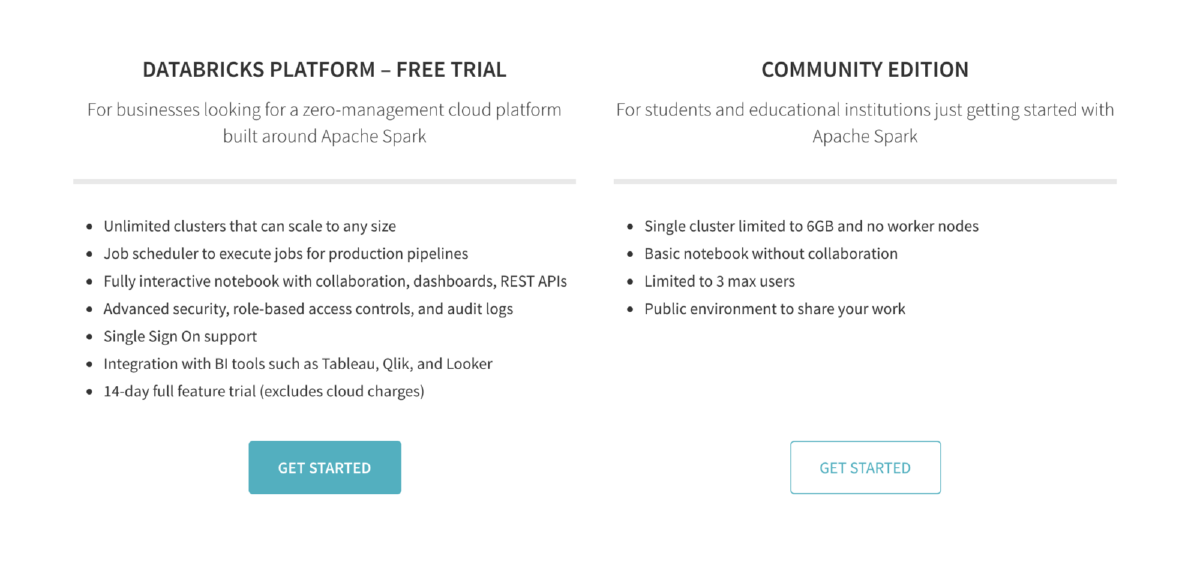 DATABRICKS PLATFORM – FREE TRIAL
For businesses looking for a zero-management cloud platform
built around Apache Spark
• Unlimited clusters that can scale to any size
• Job scheduler to execute jobs for production pipelines
• Fully interactive notebook with collaboration, dashboards, REST APIs
• Advanced security, role-based access controls, and audit logs
• Single Sign On support
• Integration with BI tools such as Tableau, Qlik, and Looker
• 14-day full feature trial (excludes cloud charges)
GET STARTED
COMMUNITY EDITION
For students and educational institutions just getting started with
Apache Spark
• Single cluster limited to 6GB and no worker nodes
• Basic notebook without collaboration
• Limited to 3 max users
• Public environment to share your work
GET STARTED